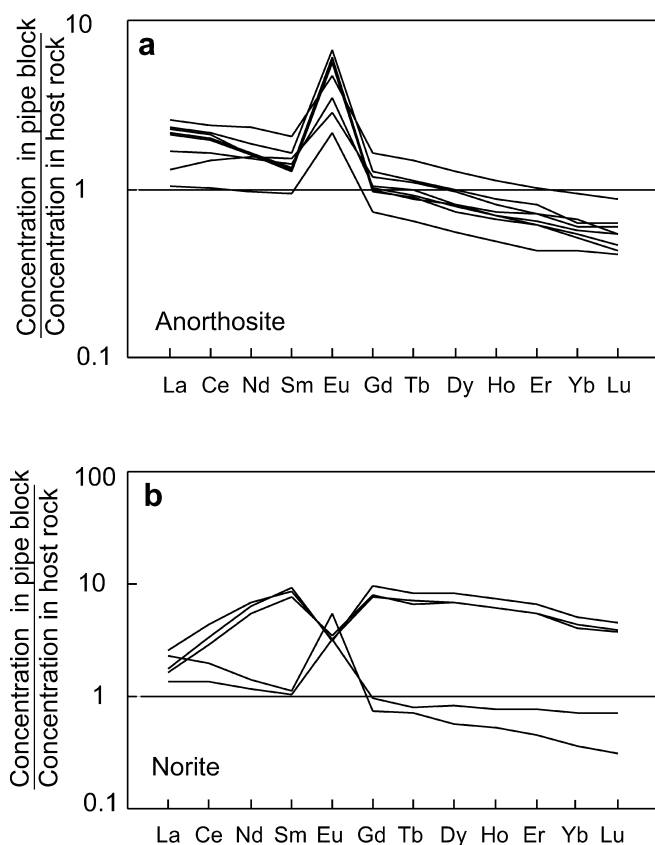 a
10
1
0.1
Concentration in pipe block
Concentration in host rock
Anorthosite
La Ce Nd Sm Eu Gd Tb Dy Ho Er Yb Lu
b
100
10
1
0.1
Concentration in pipe block
Concentration in host rock
Norite
La Ce Nd Sm Eu Gd Tb Dy Ho Er Yb Lu